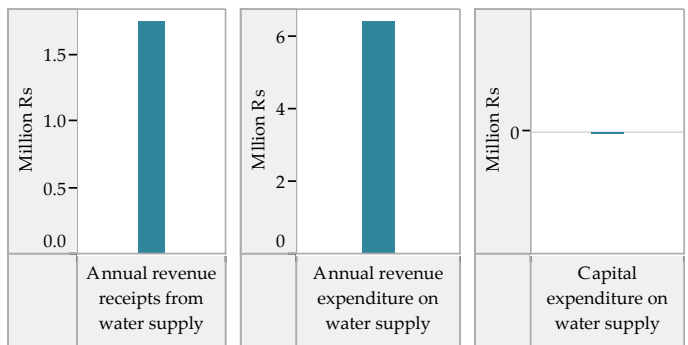 Million Rs
1.5
1.0
0.5
0.0
Annual revenue
receipts from
water supply
Mllion Rs
6
4
2
0
Annual revenue
expenditure on
water supply
Million Rs
0
Capital
expenditure on
water supply